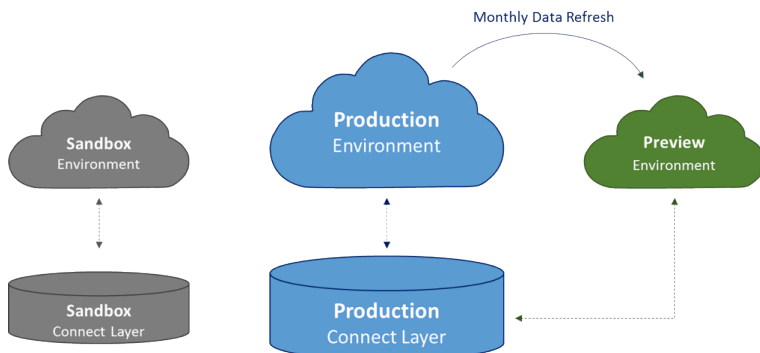 Monthly Data Refresh
Sandbox
Environment
Production
Environment
Preview
Environment
Sandbox
Connect Layer
Production
Connect Layer